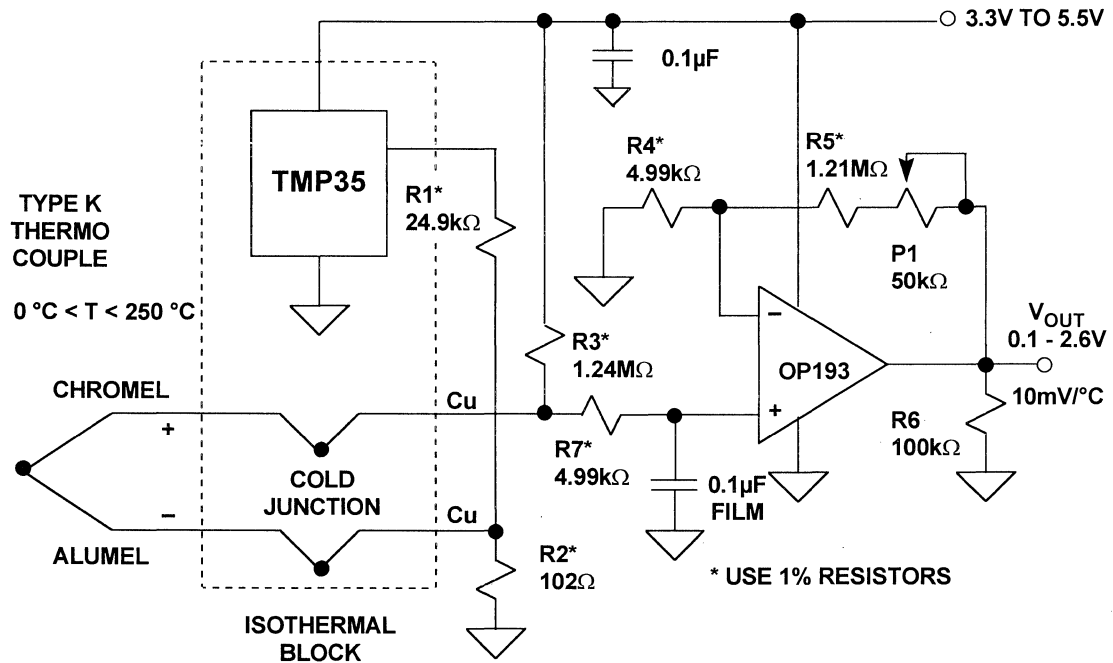 3.3V TO 5.5V
0.1µF
TMP35
R1*
24.9kΩ
R4*
4.99kΩ
R5*
1.21MΩ
P1
50kΩ
TYPE K
THERMO
COUPLE
0 °C < T < 250 °C
R3*
1.24MΩ
−
OP193
+
VOUT
0.1 - 2.6V
10mV/°C
R6
100kΩ
CHROMEL
+
Cu
R7*
4.99kΩ
0.1µF
FILM
COLD
JUNCTION
−
Cu
ALUMEL
R2*
102Ω
* USE 1% RESISTORS
ISOTHERMAL
BLOCK